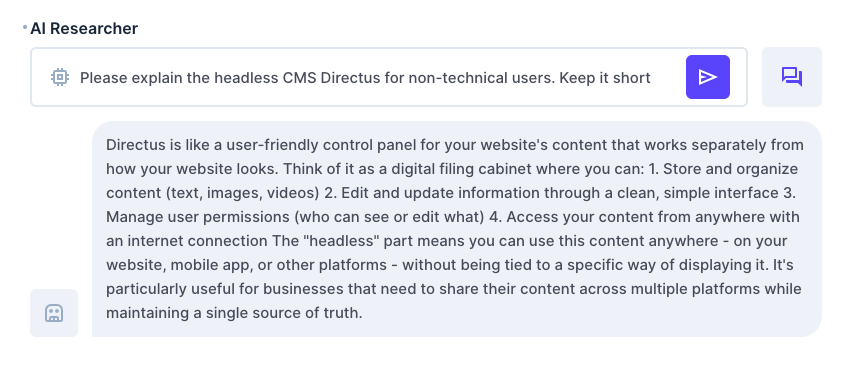 AI Researcher
Please explain the headless CMS Directus for non-technical users. Keep it short
Directus is like a user-friendly control panel for your website's content that works separately from
how your website looks. Think of it as a digital filing cabinet where you can: 1. Store and organize
content (text, images, videos) 2. Edit and update information through a clean, simple interface 3.
Manage user permissions (who can see or edit what) 4. Access your content from anywhere with
an internet connection The "headless" part means you can use this content anywhere - on your
website, mobile app, or other platforms - without being tied to a specific way of displaying it. It's
particularly useful for businesses that need to share their content across multiple platforms while
maintaining a single source of truth.